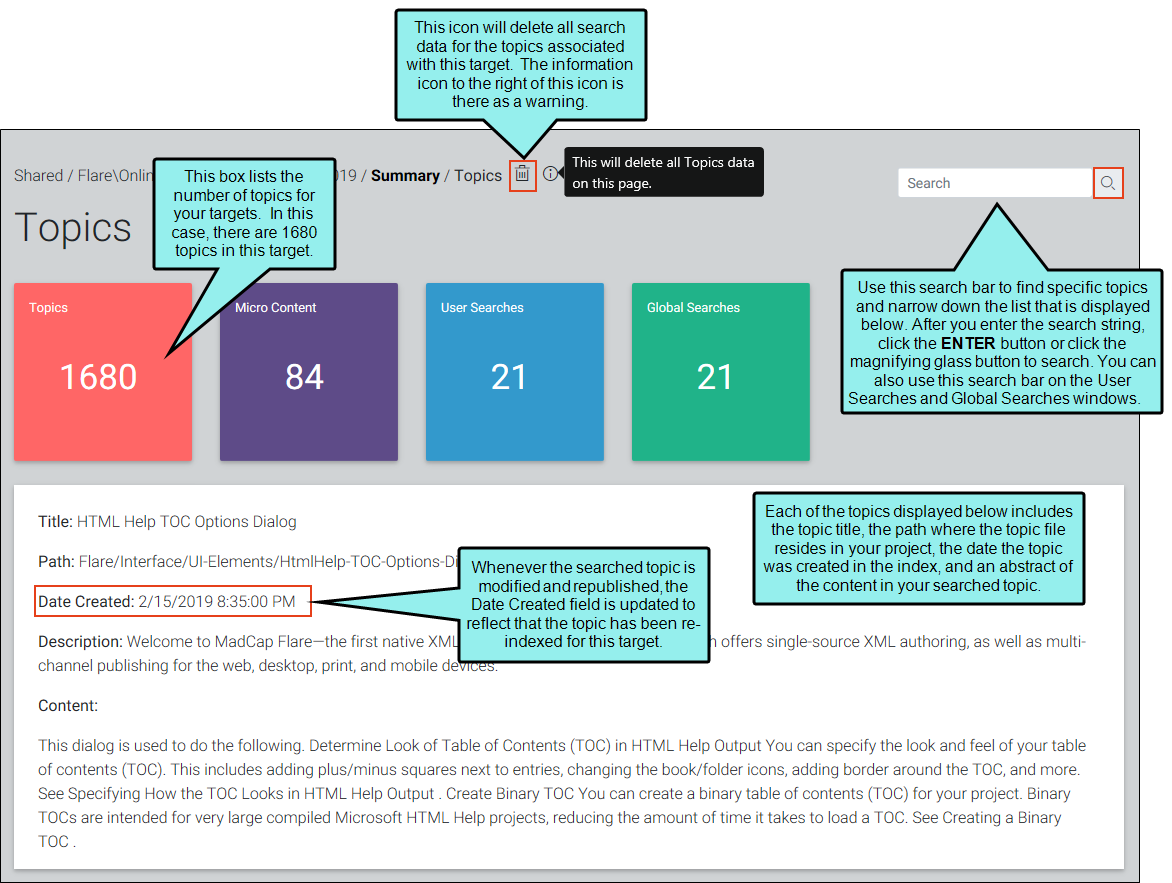 This icon will delete all search
data for the topics associated
with this target.  The information
icon to the right of this icon is
there as a warning.
Shared / Flare\Onlin
19 / Summary / Topics
This will delete all Topics data
on this page.
Search
This box lists the
number of topics for
your targets.  In this
case, there are 1680
topics in this target.
Topics
Use this search bar to find specific topics
and narrow down the list that is displayed
below. After you enter the search string,
click the ENTER button or click the
magnifying glass button to search. You can
also use this search bar on the User
Searches and Global Searches windows.
Topics
1680
Micro Content
84
User Searches
21
Global Searches
21
Title: HTML Help TOC Options Dialog
Each of the topics displayed below includes
the topic title, the path where the topic file
resides in your project, the date the topic
was created in the index, and an abstract of
the content in your searched topic.
Path: Flare/Interface/UI-Elements/HtmlHelp-TOC-Options-Di
Whenever the searched topic is
modified and republished, the
Date Created field is updated to
reflect that the topic has been re-
indexed for this target.
Date Created: 2/15/2019 8:35:00 PM
Description: Welcome to MadCap Flare—the first native XML
h offers single-source XML authoring, as well as multi-
channel publishing for the web, desktop, print, and mobile devices.
Content:
This dialog is used to do the following. Determine Look of Table of Contents (TOC) in HTML Help Output You can specify the look and feel of your table
of contents (TOC). This includes adding plus/minus squares next to entries, changing the book/folder icons, adding border around the TOC, and more.
See Specifying How the TOC Looks in HTML Help Output . Create Binary TOC You can create a binary table of contents (TOC) for your project. Binary
TOCs are intended for very large compiled Microsoft HTML Help projects, reducing the amount of time it takes to load a TOC. See Creating a Binary
TOC .